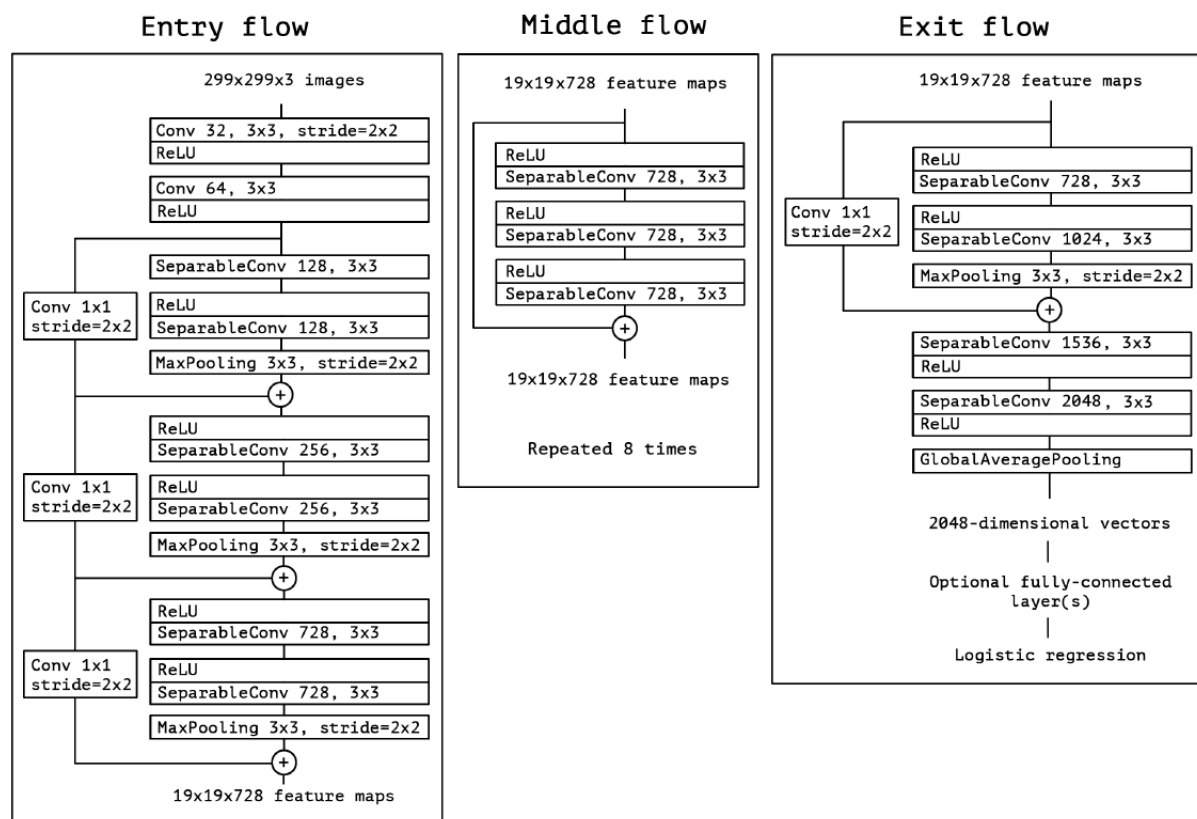 Entry flow
299x299x3 images
Conv 32, 3x3, stride=2x2
ReLU
Conv 64, 3x3
ReLU
SeparableConv 128, 3x3
Conv 1x1
stride=2x2
ReLU
SeparableConv 128, 3x3
MaxPooling 3x3, stride=2x2
+
ReLU
SeparableConv 256, 3x3
Conv 1x1
stride=2x2
ReLU
SeparableConv 256, 3x3
MaxPooling 3x3, stride=2x2
+
ReLU
SeparableConv 728, 3x3
Conv 1x1
stride=2x2
ReLU
SeparableConv 728, 3x3
MaxPooling 3x3, stride=2x2
+
19x19x728 feature maps
Middle flow
19x19x728 feature maps
ReLU
SeparableConv 728, 3x3
ReLU
SeparableConv 728, 3x3
ReLU
SeparableConv 728, 3x3
+
19x19x728 feature maps
Repeated 8 times
Exit flow
19x19x728 feature maps
ReLU
SeparableConv 728, 3x3
Conv 1x1
stride=2x2
ReLU
SeparableConv 1024, 3x3
MaxPooling 3x3, stride=2x2
+
SeparableConv 1536, 3x3
ReLU
SeparableConv 2048, 3x3
ReLU
GlobalAveragePooling
2048-dimensional vectors
Optional fully-connected
layer(s)
Logistic regression